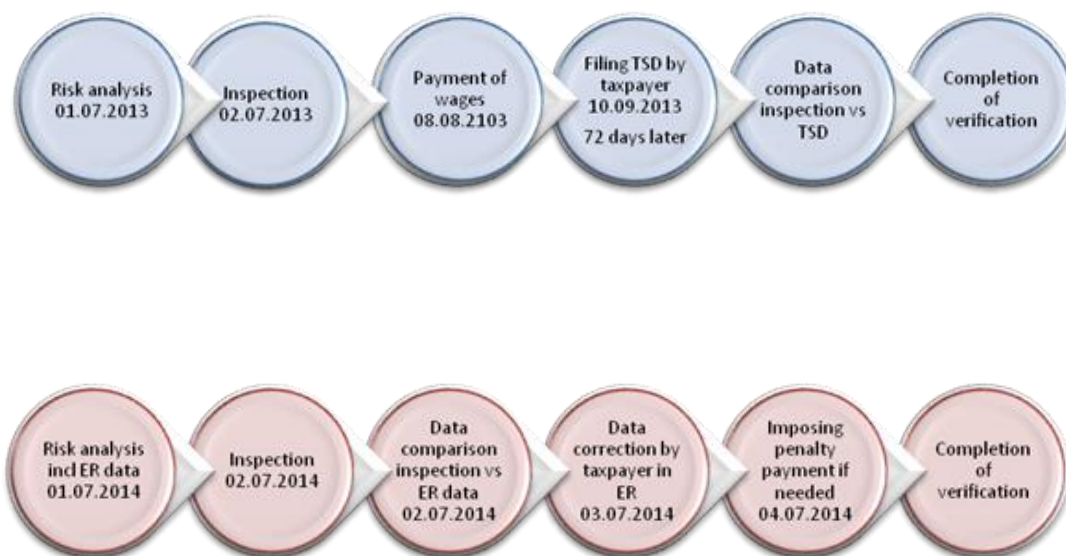 Risk analysis
01.07.2013
Inspection
02.07.2013
Payment of
wages
08.08.2103
Filing TSD by
taxpayer
10.09.2013
72 days later
Data
comparison
inspection vs
TSD
Completion
of
verification
Risk analysis
incl ER data
01.07.2014
Inspection
02.07.2014
Data
comparison
inspection vs
ER data
02.07.2014
Data
correction by
taxpayer in
ER
03.07.2014
Imposing
penalty
payment if
needed
04.07.2014
Completion
of
verification